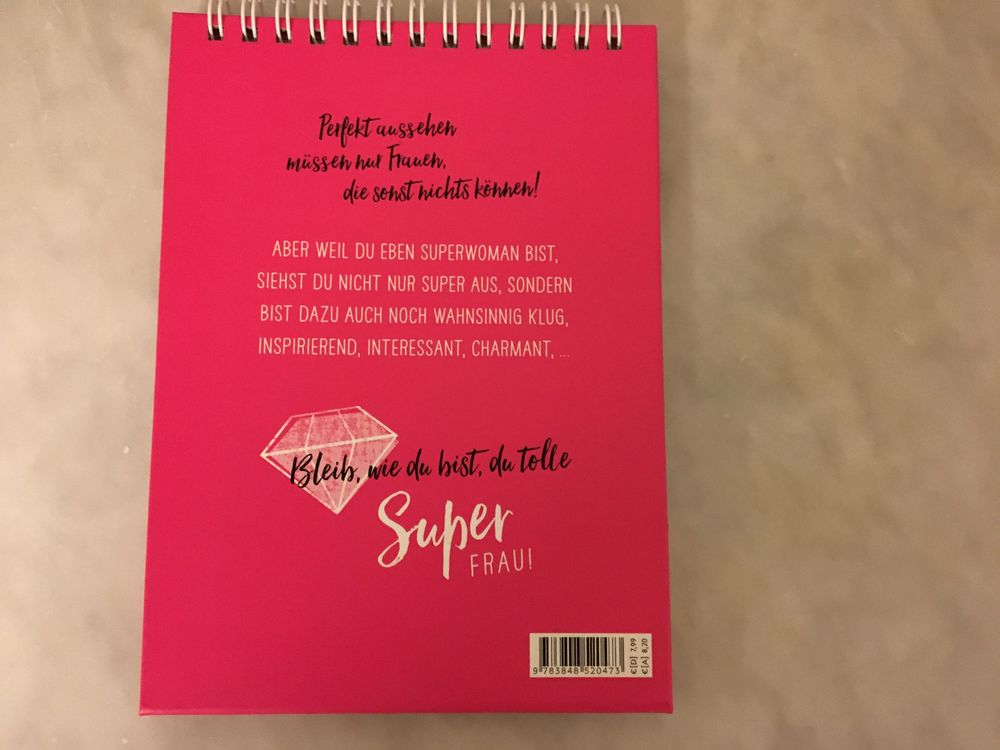 Perfekt aussehen
müssen nur Frauen,
die sonst nichts können!
ABER WEIL DU EBEN SUPERWOMAN BIST,
SIEHST DU NICHT NUR SUPER AUS, SONDERN
BIST DAZU AUCH NOCH WAHNSINNIG KLUG,
INSPIRIEREND, INTERESSANT, CHARMANT, ...
Bleib, wie du bist, du tolle
Super
FRAU!
9 783848 520473
€[D] 7,99
€[A] 8,20